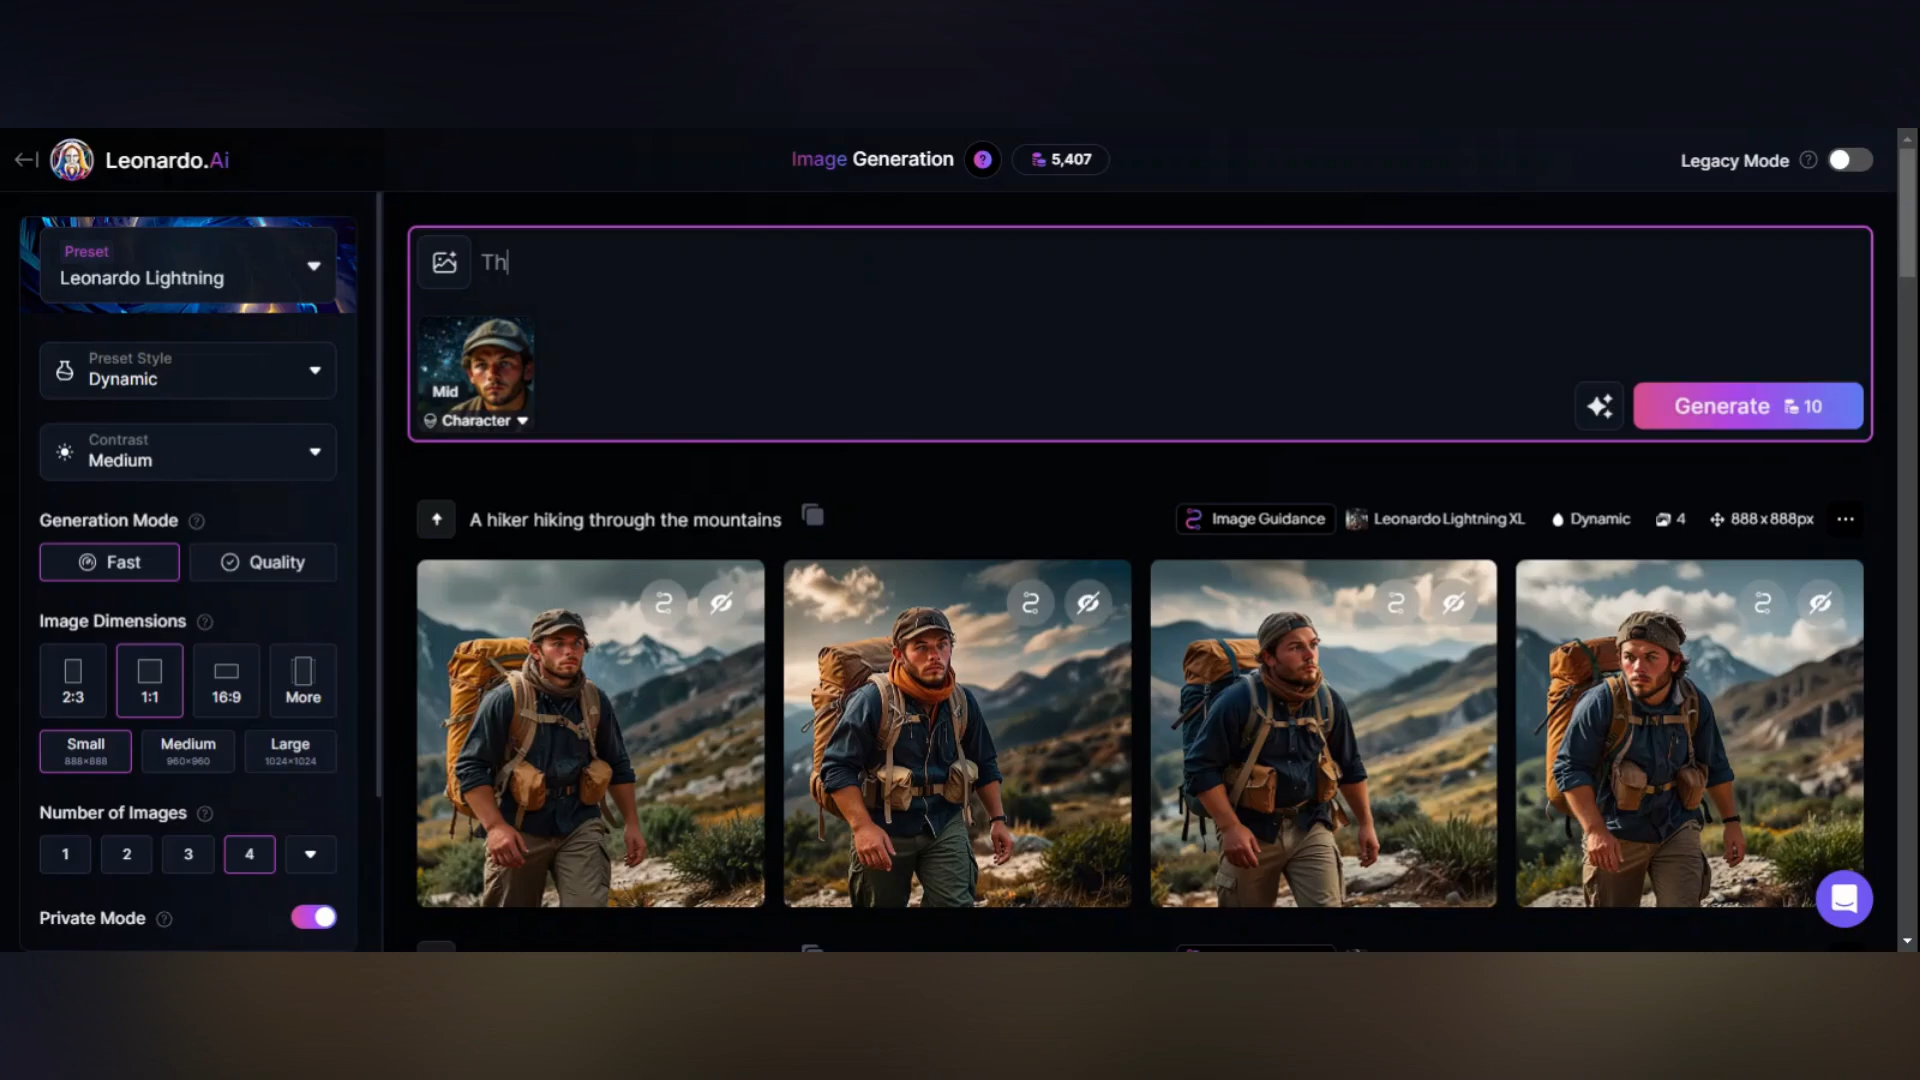 Leonardo.Ai
Image Generation ? 5,407
Legacy Mode ?
Preset
Leonardo Lightning
Preset Style
Dynamic
Contrast
Medium
Generation Mode ?
Fast
Quality
Image Dimensions ?
2:3
1:1
16:9
More
Small
888×888
Medium
960×960
Large
1024×1024
Number of Images ?
1 2 3 4
Private Mode ?
Th
Mid
Character
Generate 10
A hiker hiking through the mountains
Image Guidance Leonardo Lightning XL Dynamic 4 888 x 888px